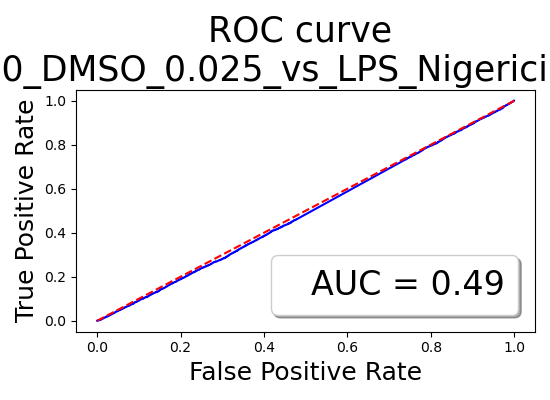 ROC curve
0_DMSO_0.025_vs_LPS_Nigerici
True Positive Rate
1.0
0.8
0.6
0.4
0.2
0.0
AUC = 0.49
0.0 0.2 0.4 0.6 0.8 1.0
False Positive Rate